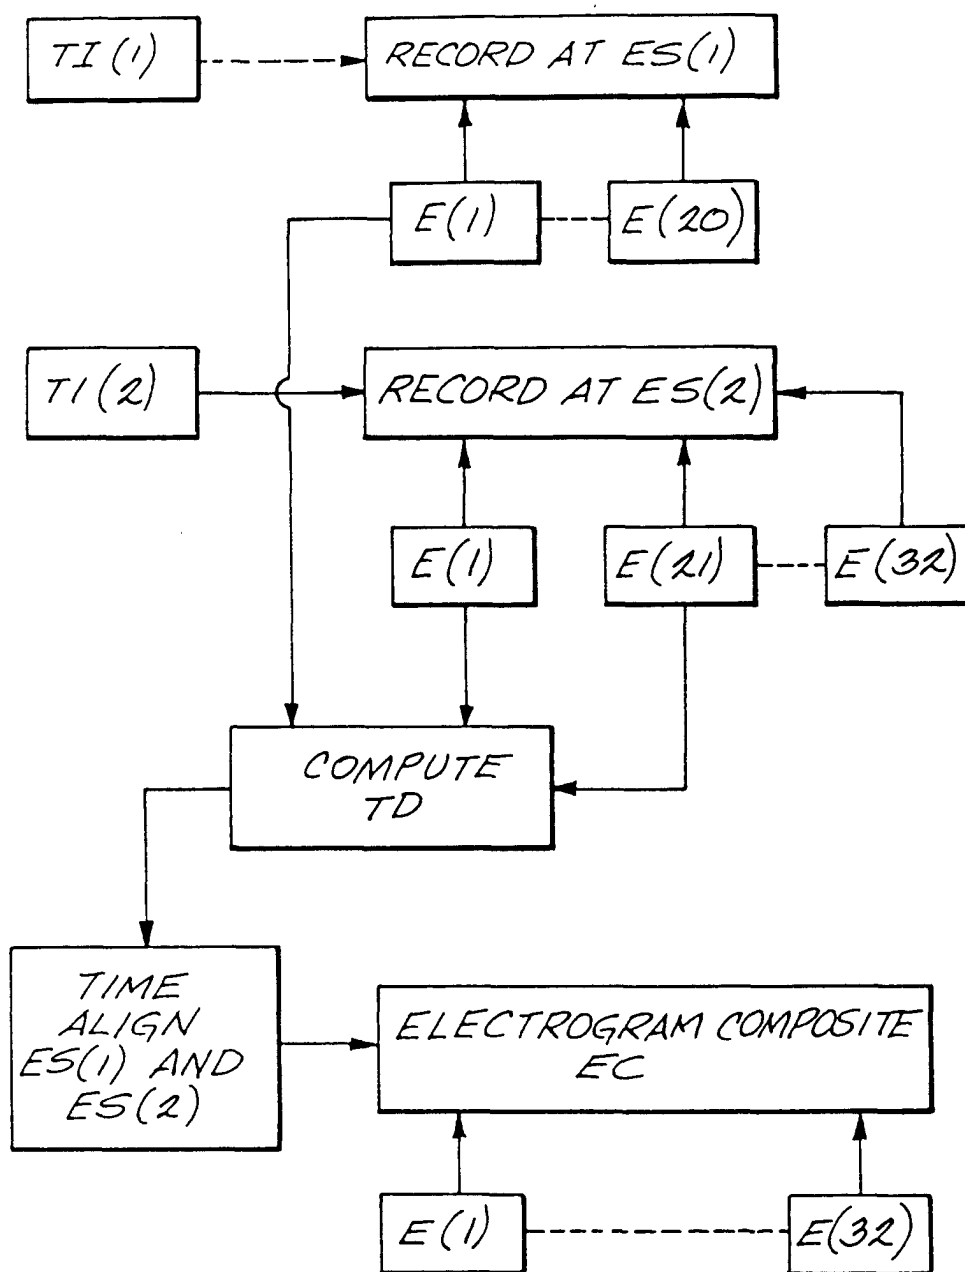 TI(1)
RECORD AT ES(1)
E(1)
E(20)
TI(2)
RECORD AT ES(2)
E(1)
E(21)
E(32)
COMPUTE
TD
TIME
ALIGN
ES(1) AND
ES(2)
ELECTROGRAM COMPOSITE
EC
E(1)
E(32)